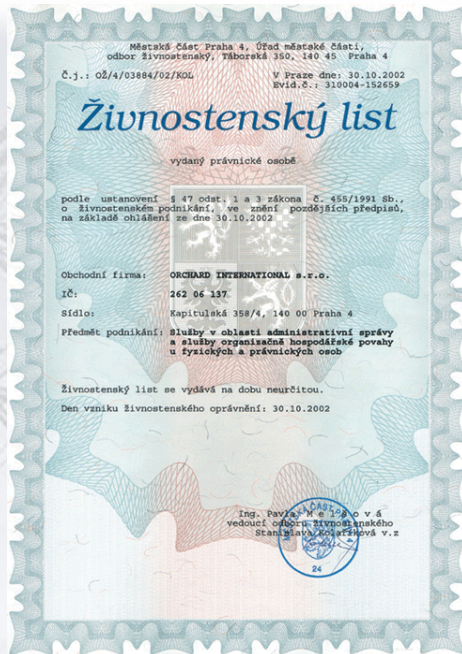 Městská část Praha 4, Úřad městské části,
odbor živnostenský, Táborská 350, 140 45 Praha 4
Č.j.: OŽ/4/03884/02/KOL V Praze dne: 30.10.2002
Evid.č.: 310004-152659
Živnostenský list
vydaný právnické osobě
podle ustanovení § 47 odst. 1 a 3 zákona č. 455/1991 Sb.,
o živnostenském podnikání, ve znění pozdějších předpisů,
na základě ohlášení ze dne 30.10.2002
Obchodní firma: ORCHARD INTERNATIONAL s.r.o.
IČ: 262 06 137
Sídlo: Kapitulská 358/4, 140 00 Praha 4
Předmět podnikání: Služby v oblasti administrativní správy
a služby organizačně hospodářské povahy
u fyzických a právnických osob
Živnostenský list se vydává na dobu neurčitou.
Den vzniku živnostenského oprávnění: 30.10.2002
Ing. Pavla
vedoucí odboru živnostenského
Stanislava Kolaříková v.z
24